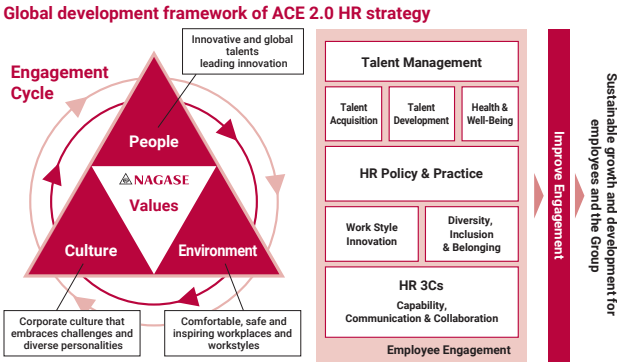 Global development framework of ACE 2.0 HR strategy
Innovative and global
talents
leading innovation
Engagement
Cycle
People
NAGASE
Values
Culture
Environment
Corporate culture that
embraces challenges and
diverse personalities
Comfortable, safe and
inspiring workplaces and
workstyles
Talent Management
Talent
Acquisition
Talent
Development
Health &
Well-Being
HR Policy & Practice
Work Style
Innovation
Diversity,
Inclusion
& Belonging
HR 3Cs
Capability,
Communication & Collaboration
Employee Engagement
Improve Engagement
Sustainable growth and development for
employees and the Group